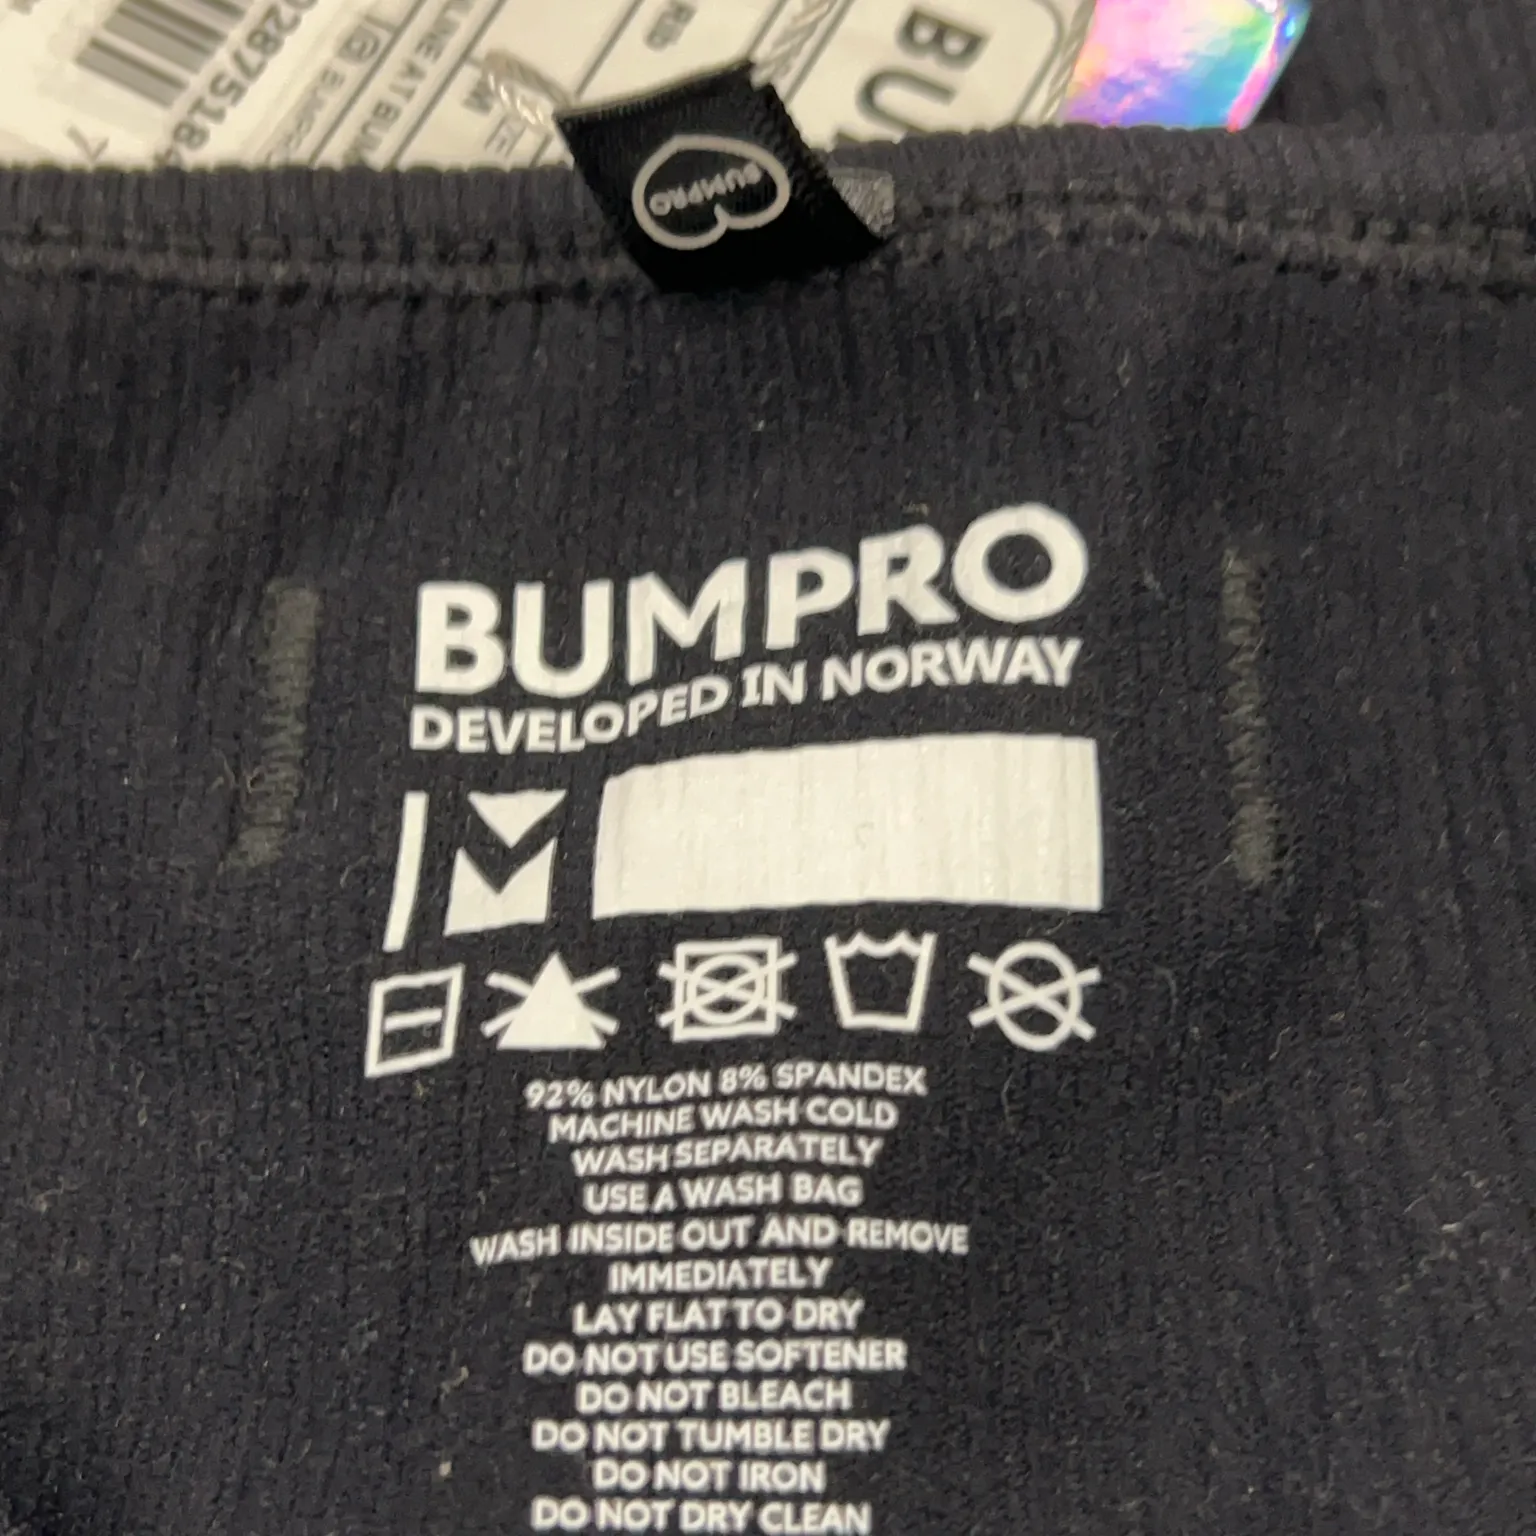 BUMPRO
BUMPRO
DEVELOPED IN NORWAY
M
92% NYLON 8% SPANDEX
MACHINE WASH COLD
WASH SEPARATELY
USE A WASH BAG
WASH INSIDE OUT AND REMOVE
IMMEDIATELY
LAY FLAT TO DRY
DO NOT USE SOFTENER
DO NOT BLEACH
DO NOT TUMBLE DRY
DO NOT IRON
DO NOT DRY CLEAN